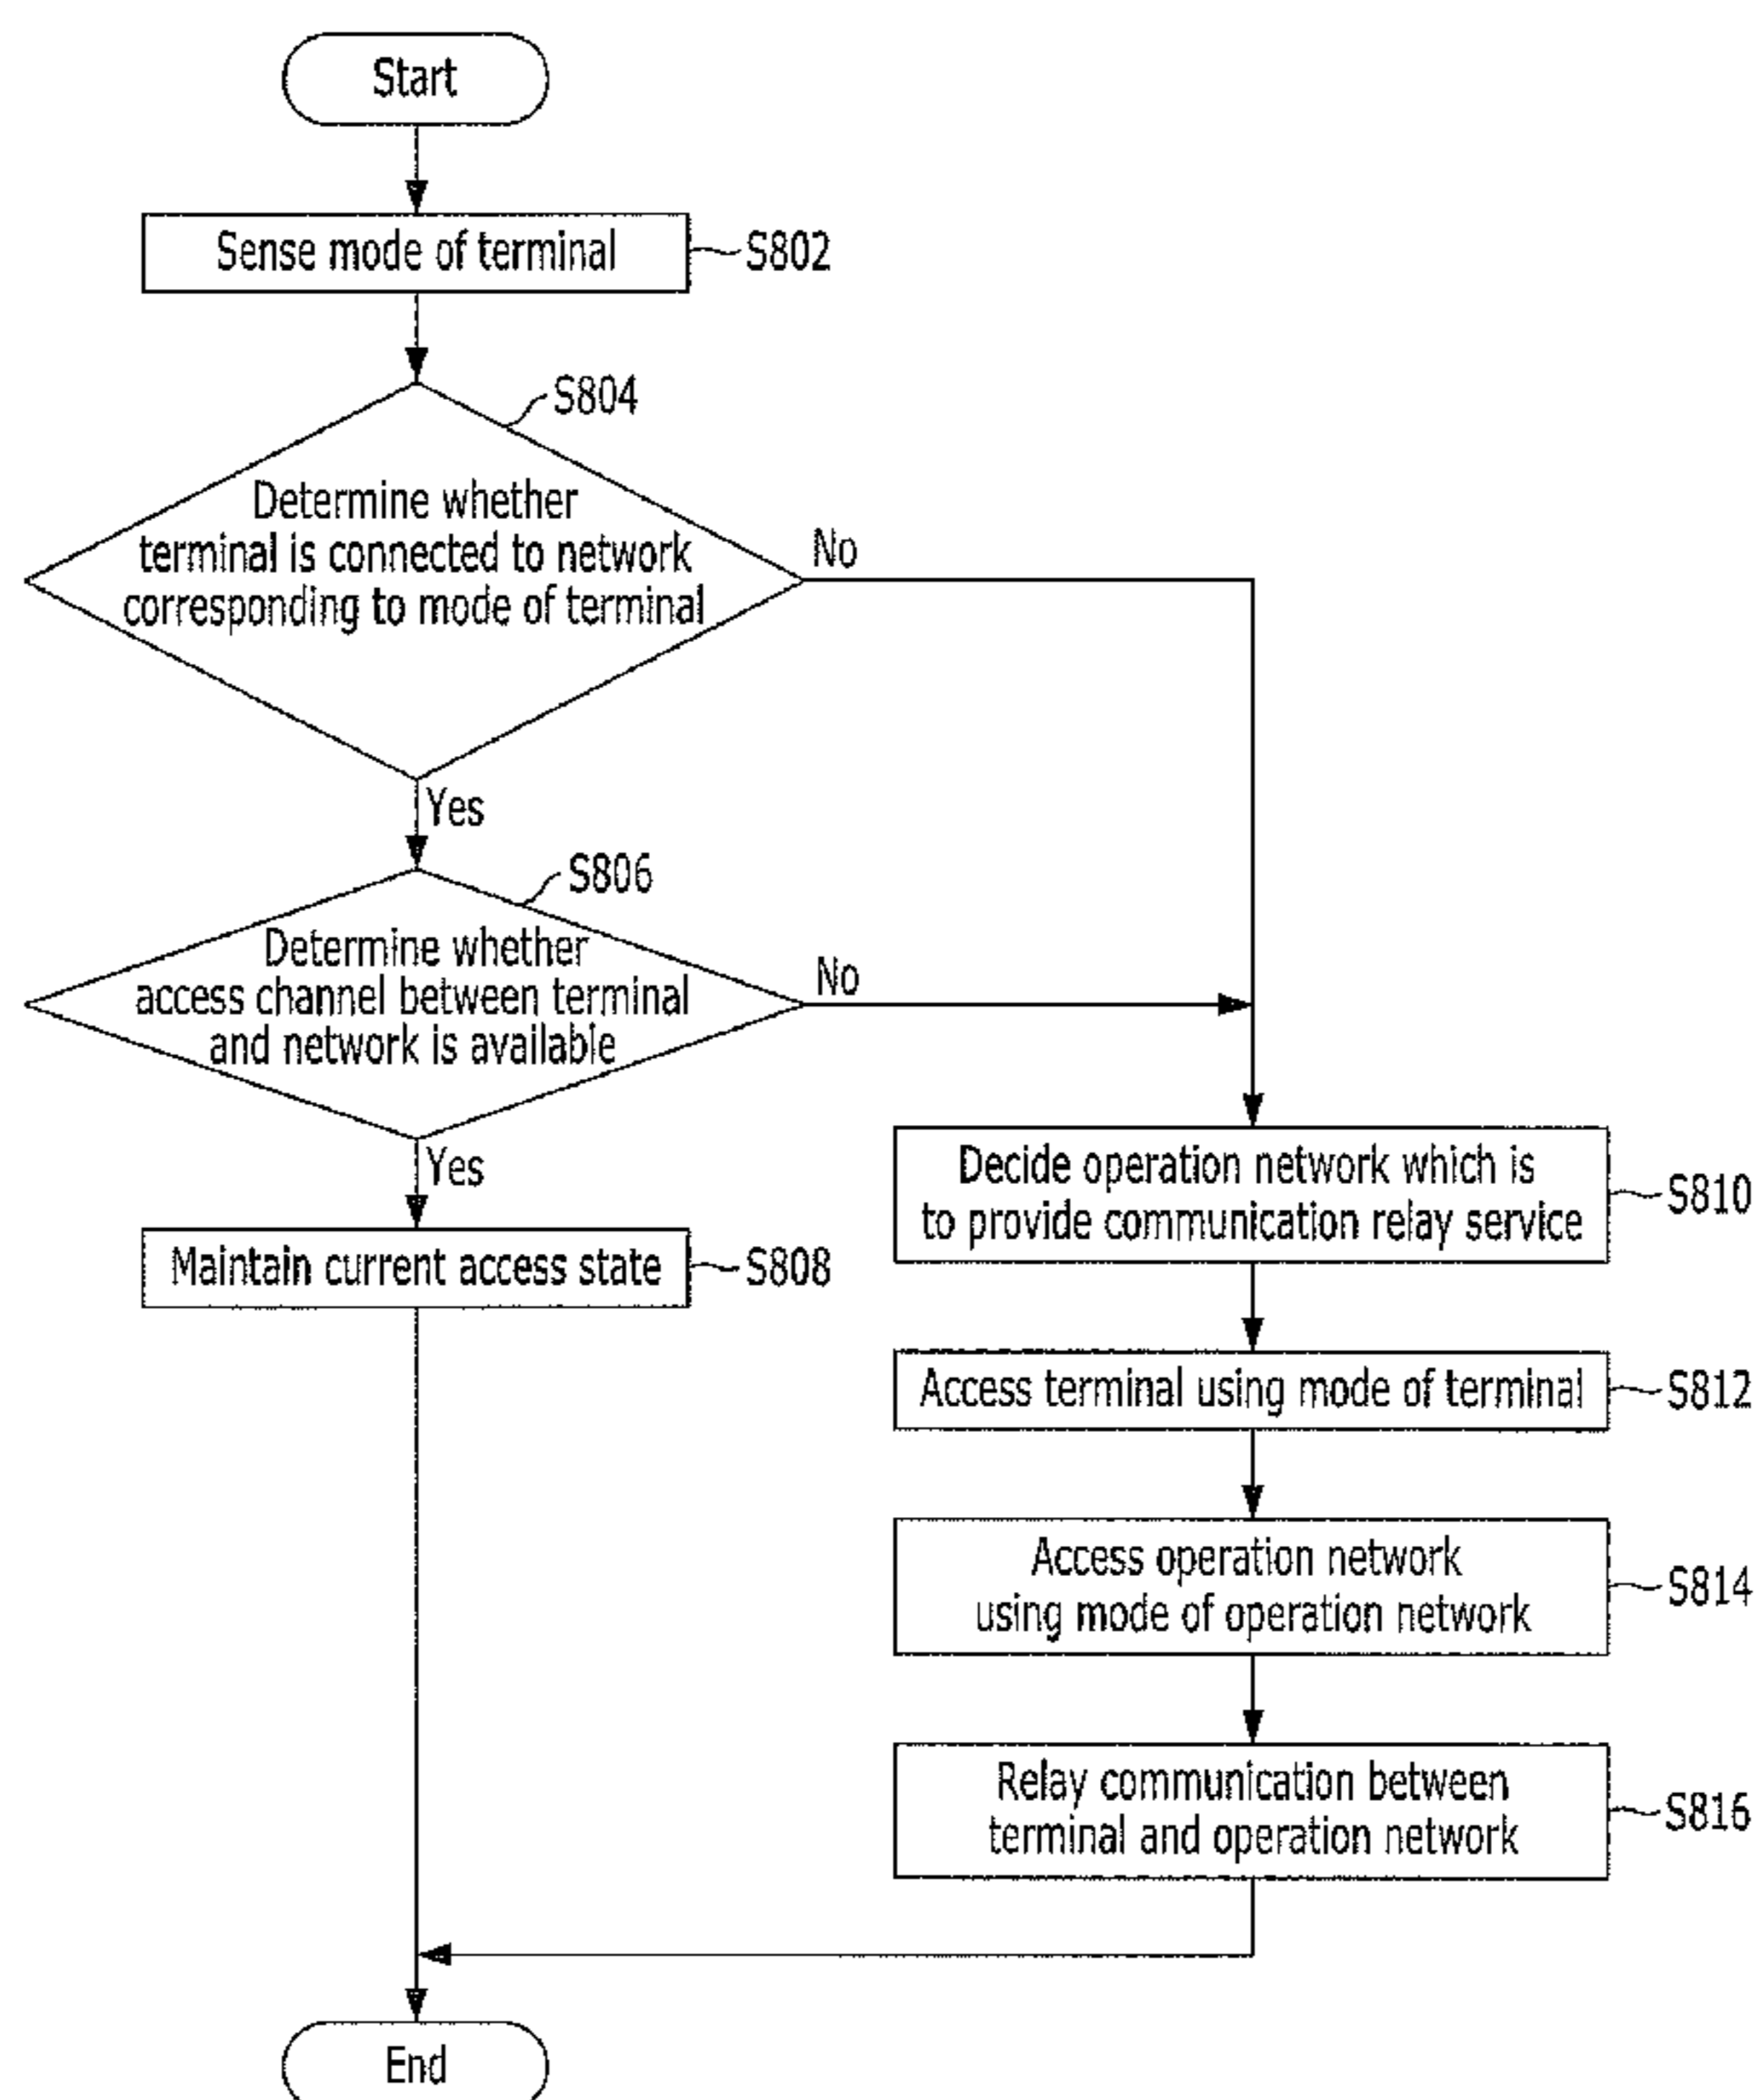 Start
Sense mode of terminal
S802
S804
Determine whether
terminal is connected to network
corresponding to mode of terminal
No
Yes
S806
Determine whether
access channel between terminal
and network is available
No
Yes
Maintain current access state
S808
Decide operation network which is
to provide communication relay service
S810
Access terminal using mode of terminal
S812
Access operation network
using mode of operation network
S814
Relay communication between
terminal and operation network
S816
End